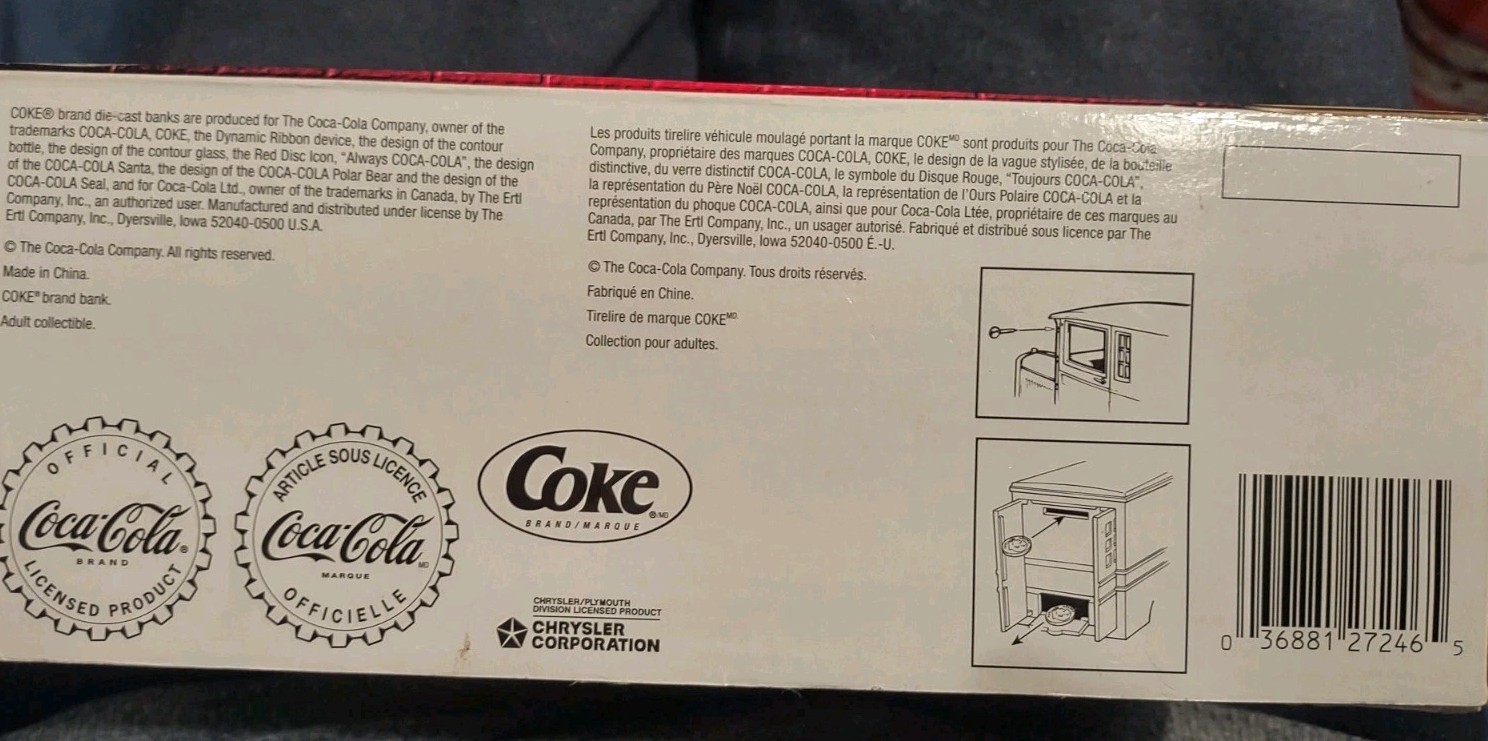 COKE® brand die-cast banks are produced for The Coca-Cola Company, owner of the
trademarks COCA-COLA, COKE, the Dynamic Ribbon device, the design of the contour
bottle, the design of the contour glass, the Red Disc Icon, "Always COCA-COLA", the design
of the COCA-COLA Santa, the design of the COCA-COLA Polar Bear and the design of the
COCA-COLA Seal, and for Coca-Cola Ltd., owner of the trademarks in Canada, by The Ertl
Company, Inc., an authorized user. Manufactured and distributed under license by The
Ertl Company, Inc., Dyersville, Iowa 52040-0500 U.S.A.
© The Coca-Cola Company. All rights reserved.
Made in China.
COKE® brand bank.
Adult collectible.
Les produits tirelire véhicule moulagé portant la marque COKEᴹᴰ sont produits pour The Coca-Cola
Company, propriétaire des marques COCA-COLA, COKE, le design de la vague stylisée, de la bouteille
distinctive, du verre distinctif COCA-COLA, le symbole du Disque Rouge, "Toujours COCA-COLA",
la représentation du Père Noël COCA-COLA, la représentation de l'Ours Polaire COCA-COLA et la
représentation du phoque COCA-COLA, ainsi que pour Coca-Cola Ltée, propriétaire de ces marques au
Canada, par The Ertl Company, Inc., un usager autorisé. Fabriqué et distribué sous licence par The
Ertl Company, Inc., Dyersville, Iowa 52040-0500 É.-U.
© The Coca-Cola Company. Tous droits réservés.
Fabriqué en Chine.
Tirelire de marque COKEᴹᴰ.
Collection pour adultes.
OFFICIAL
Coca-Cola®
BRAND
LICENSED PRODUCT
ARTICLE SOUS LICENCE
Coca-Cola MD
MARQUE
OFFICIELLE
Coke ®/MD
BRAND/MARQUE
CHRYSLER/PLYMOUTH
DIVISION LICENSED PRODUCT
CHRYSLER
CORPORATION
0 36881 27246 5